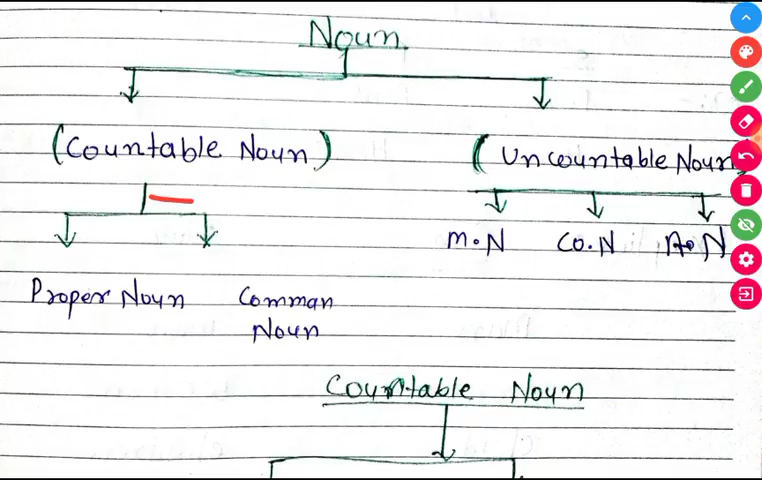 Noun.
(Countable Noun) (Uncountable Noun)
M.N CO.N A.N
Proper Noun Comman
Noun
Countable Noun